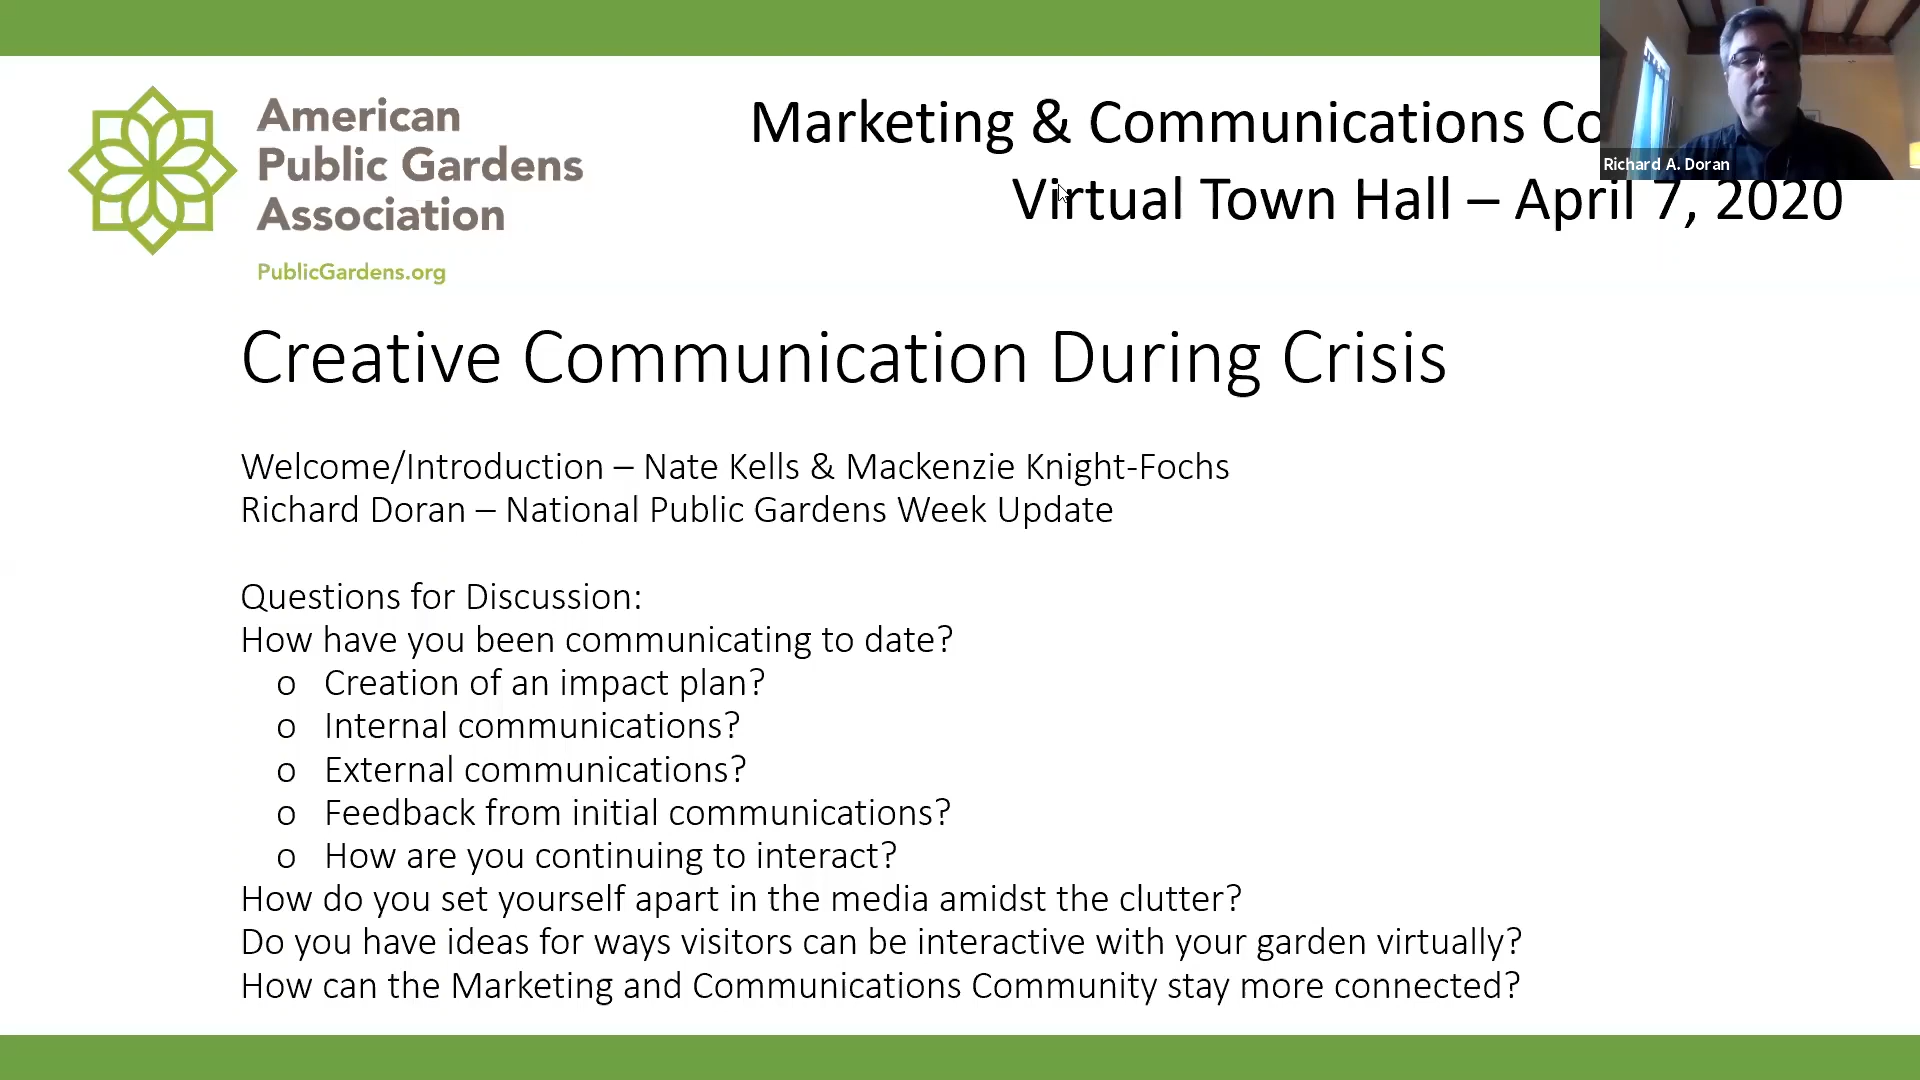 American
Public Gardens
Association
PublicGardens.org
Marketing & Communications Co
Virtual Town Hall – April 7, 2020
Richard A. Doran
Creative Communication During Crisis
Welcome/Introduction – Nate Kells & Mackenzie Knight-Fochs
Richard Doran – National Public Gardens Week Update
Questions for Discussion:
How have you been communicating to date?
o Creation of an impact plan?
o Internal communications?
o External communications?
o Feedback from initial communications?
o How are you continuing to interact?
How do you set yourself apart in the media amidst the clutter?
Do you have ideas for ways visitors can be interactive with your garden virtually?
How can the Marketing and Communications Community stay more connected?